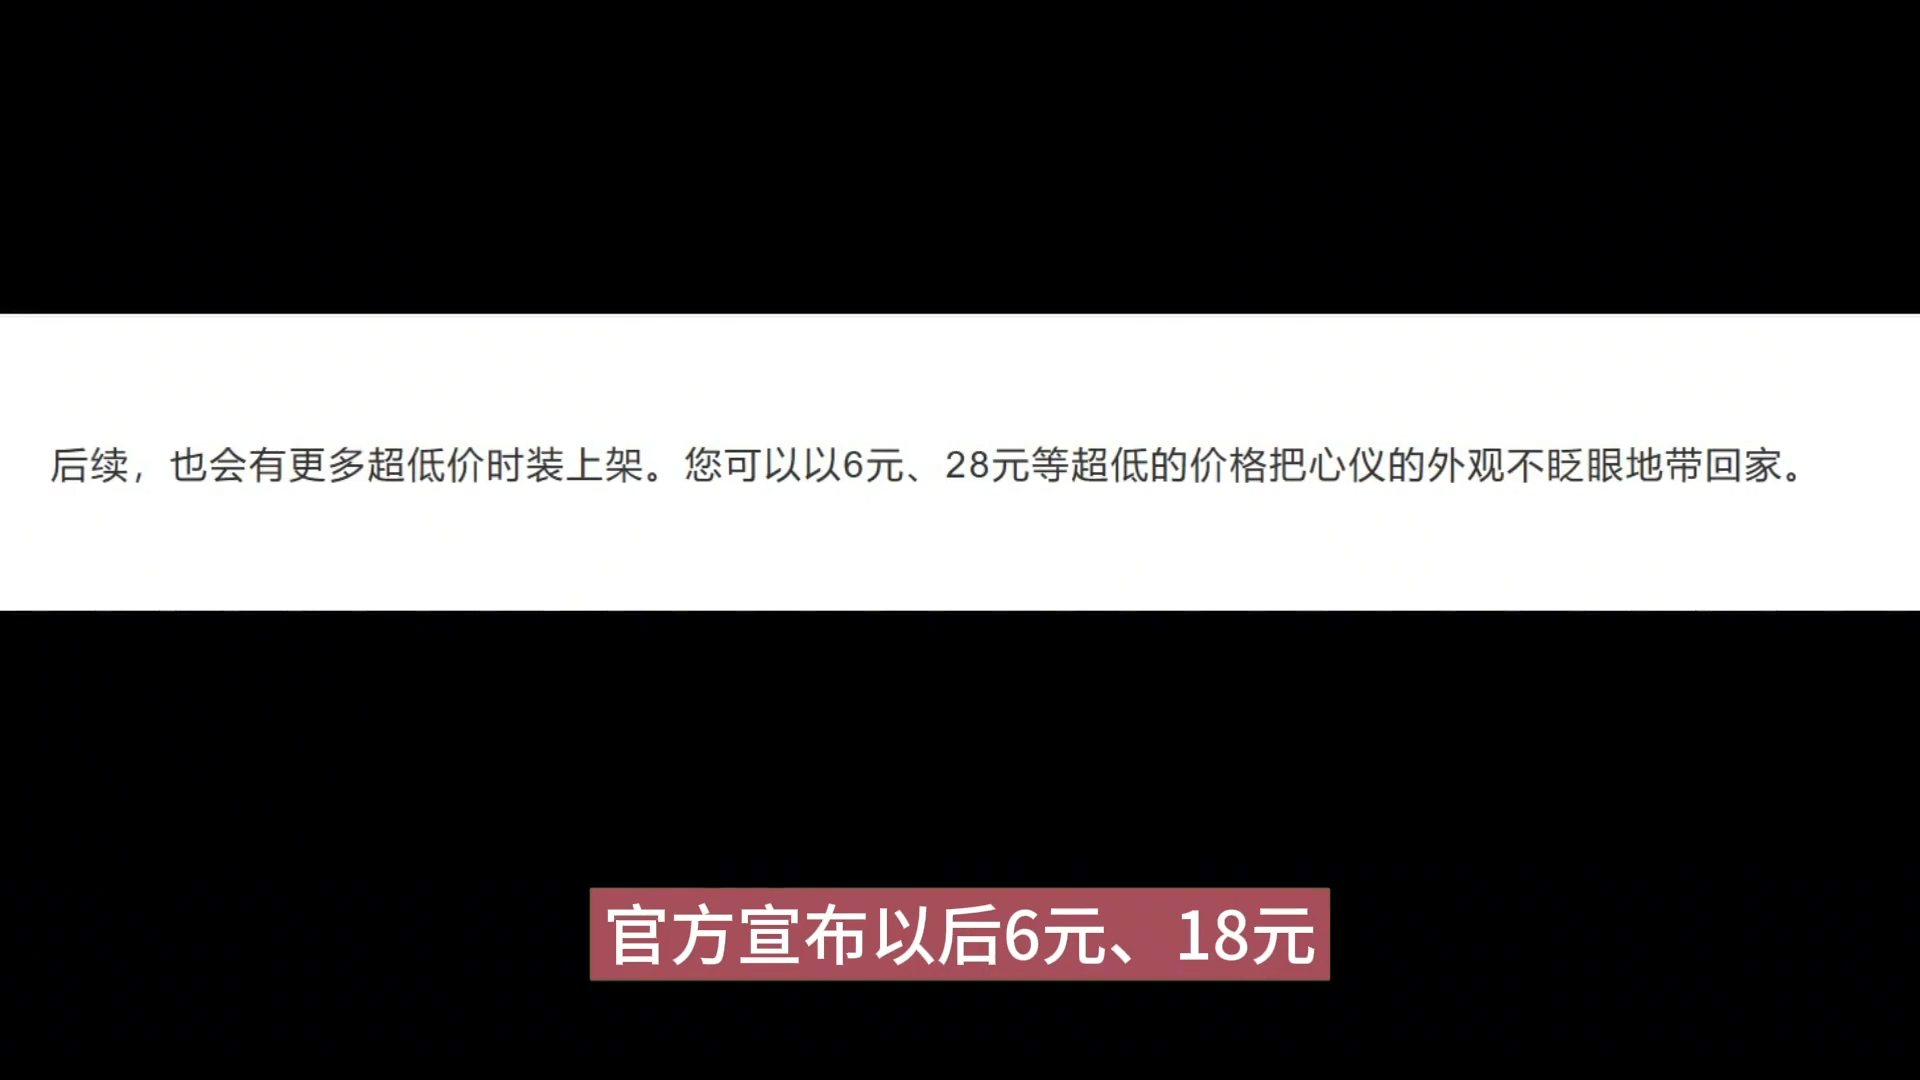 后续，也会有更多超低价时装上架。您可以以6元、28元等超低的价格把心仪的外观不眨眼地带回家。
官方宣布以后6元、18元